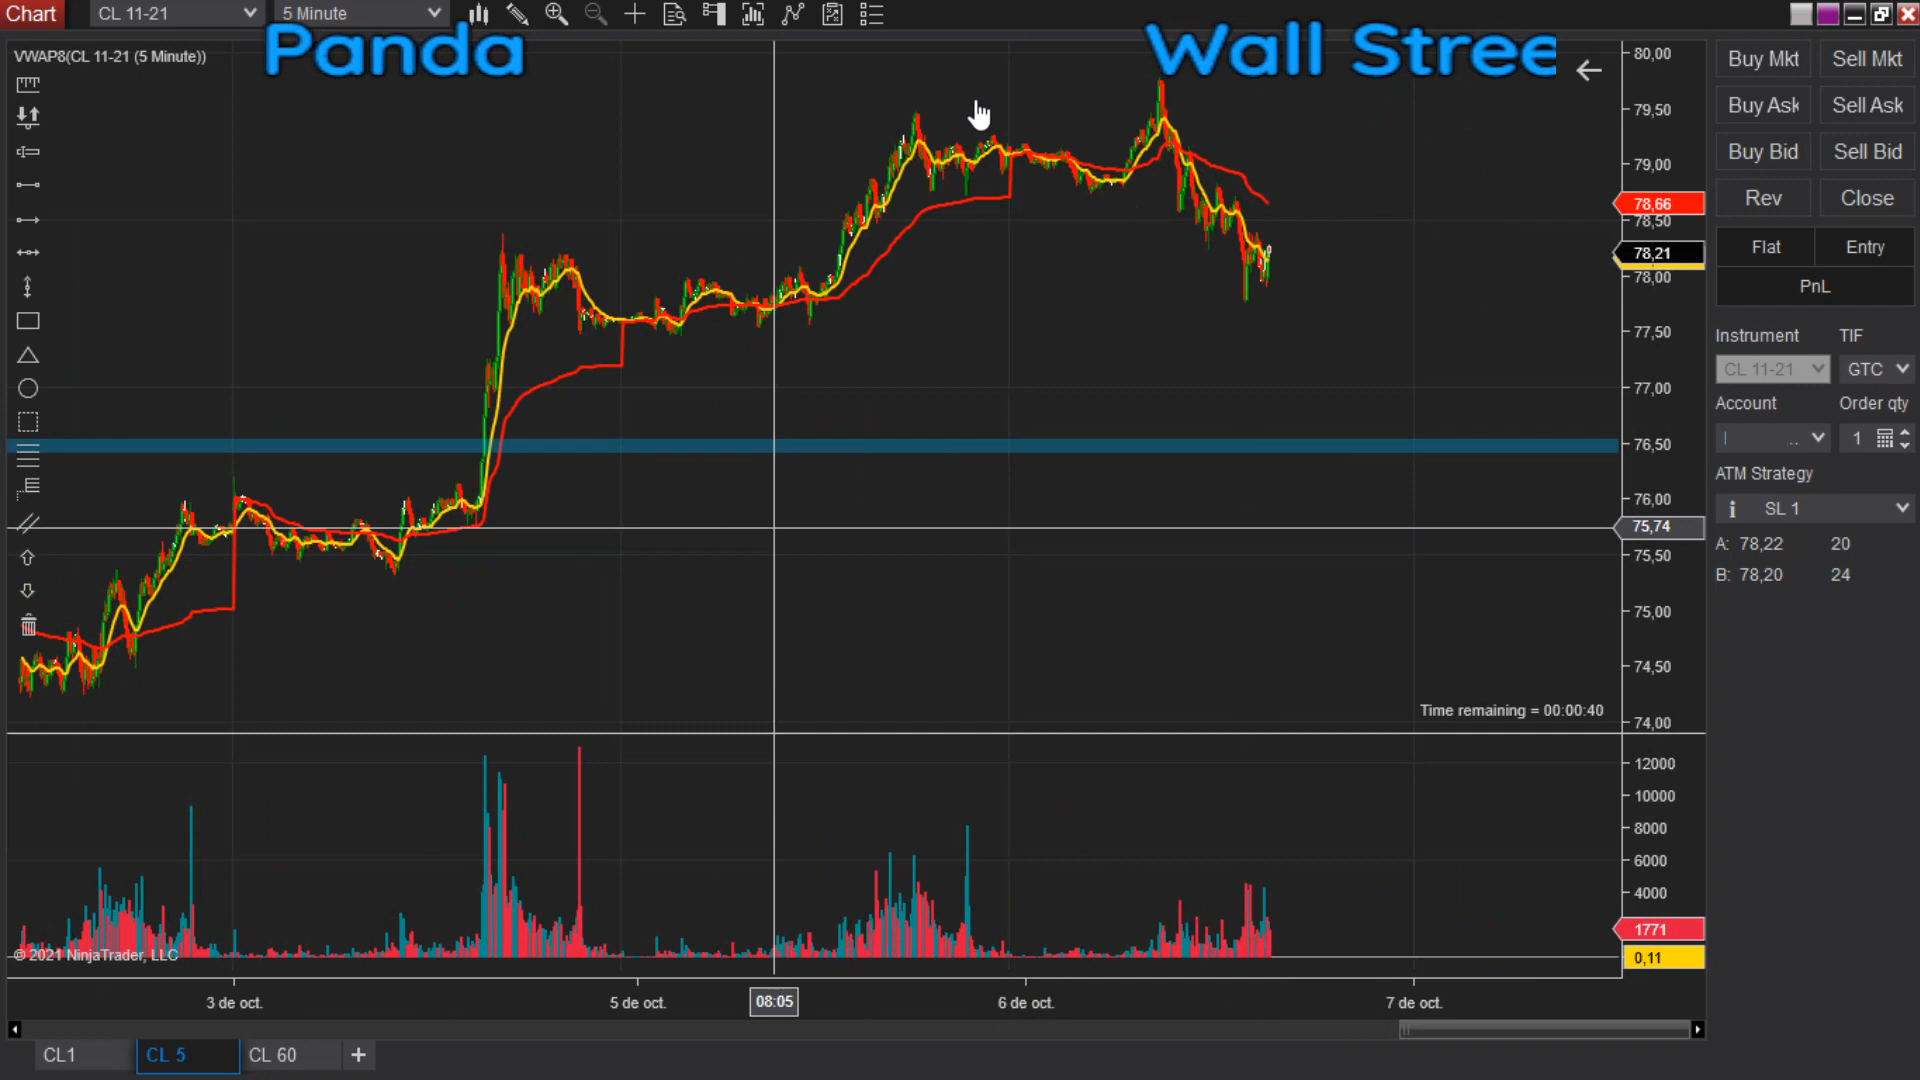 Chart
CL 11-21
5 Minute
Panda
Wall Stree
VWAP8(CL 11-21 (5 Minute))
80,00
79,50
79,00
78,66
78,50
78,21
78,00
77,50
77,00
76,50
76,00
75,74
75,50
75,00
74,50
74,00
Time remaining = 00:00:40
12000
10000
8000
6000
4000
1771
0,11
© 2021 NinjaTrader, LLC
3 de oct.
5 de oct.
08:05
6 de oct.
7 de oct.
CL1
CL 5
CL 60
+
Buy Mkt
Sell Mkt
Buy Ask
Sell Ask
Buy Bid
Sell Bid
Rev
Close
Flat
Entry
PnL
Instrument
TIF
CL 11-21
GTC
Account
Order qty
1
ATM Strategy
SL 1
A: 78,22 20
B: 78,20 24